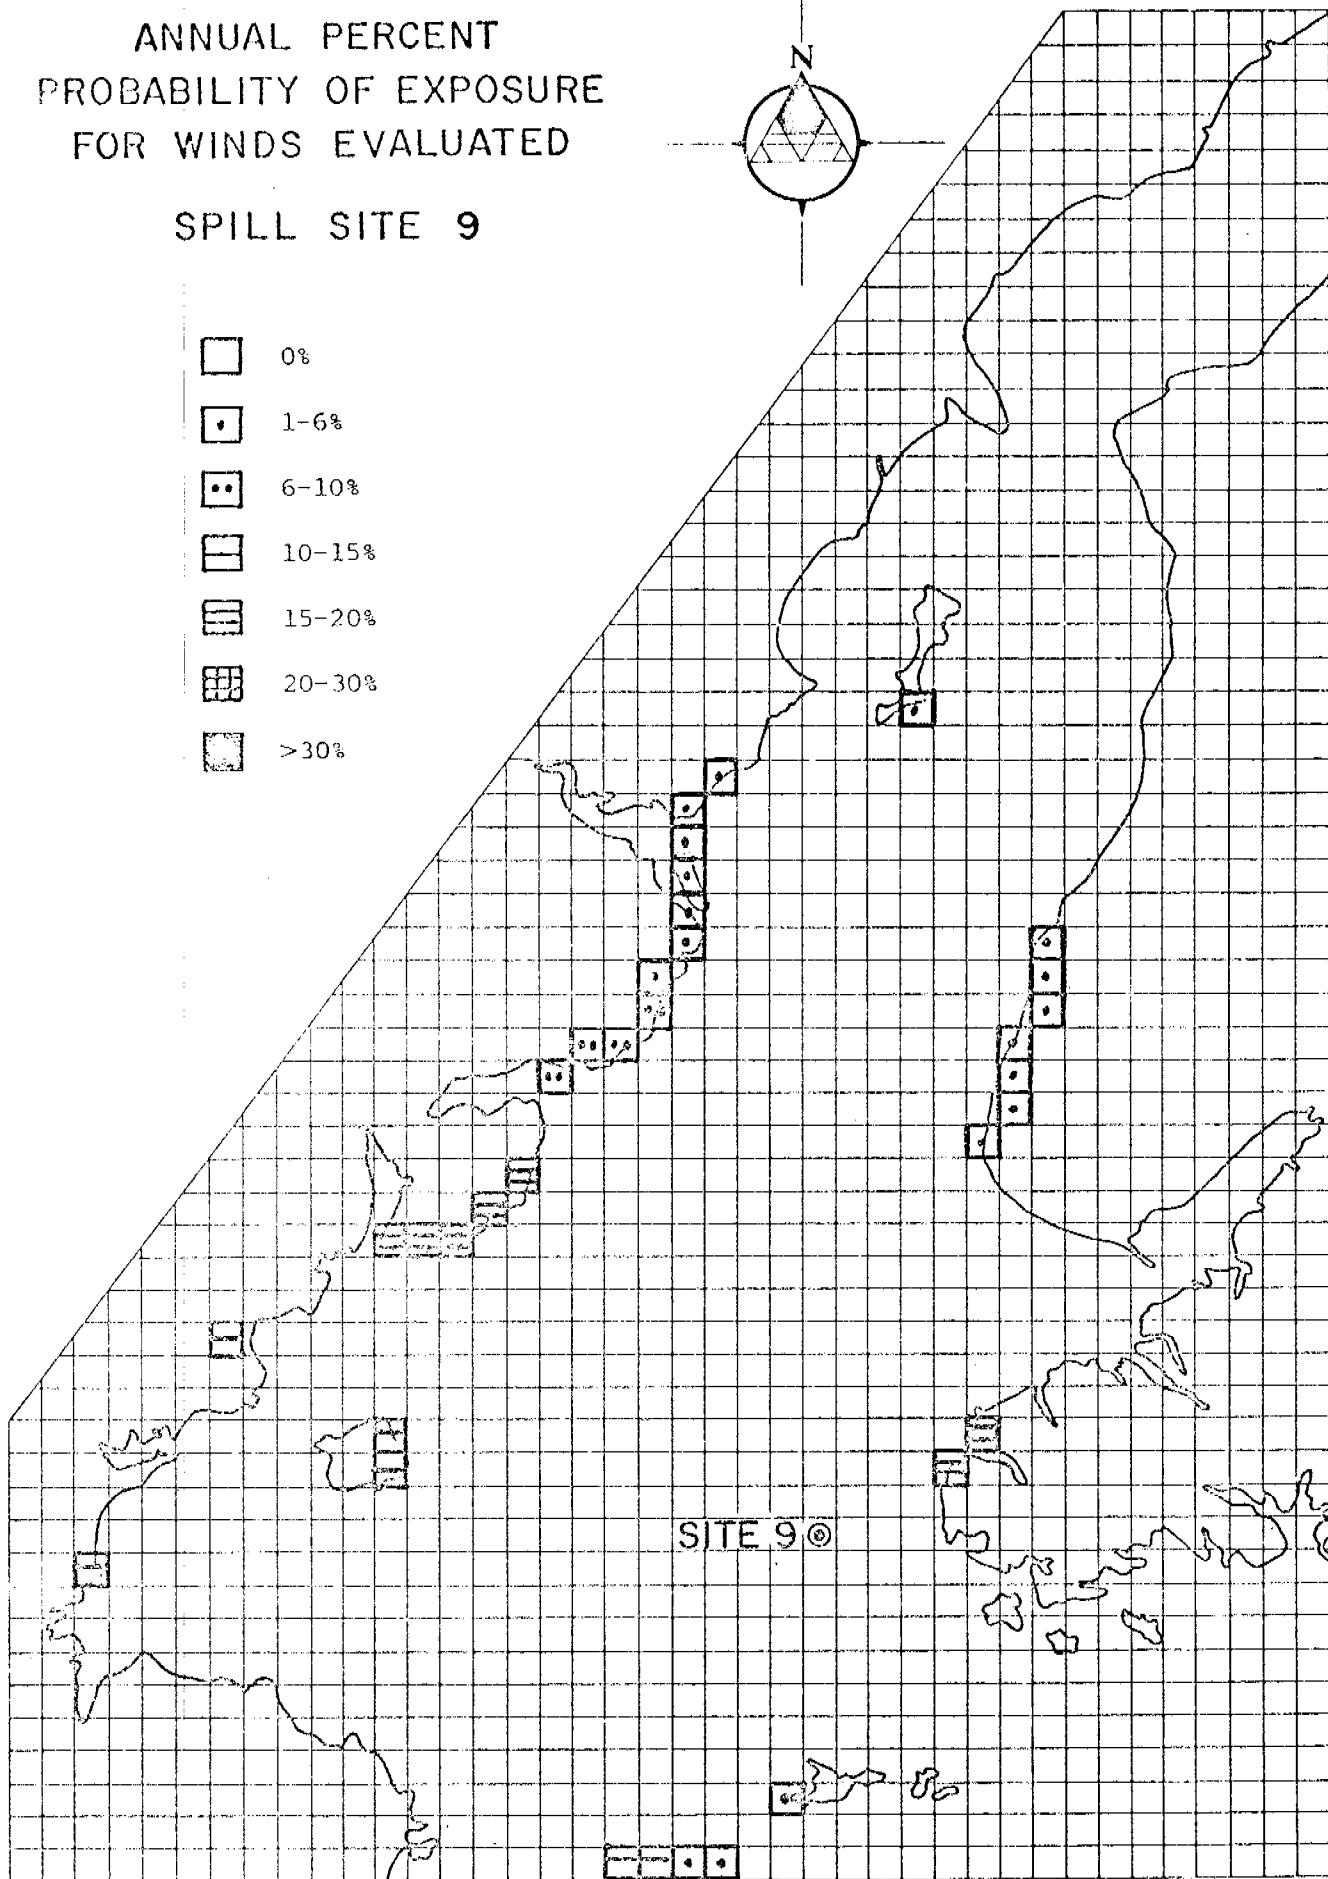 ANNUAL PERCENT
PROBABILITY OF EXPOSURE
FOR WINDS EVALUATED
SPILL SITE 9
N
0%
1-6%
6-10%
10-15%
15-20%
20-30%
>30%
SITE 9